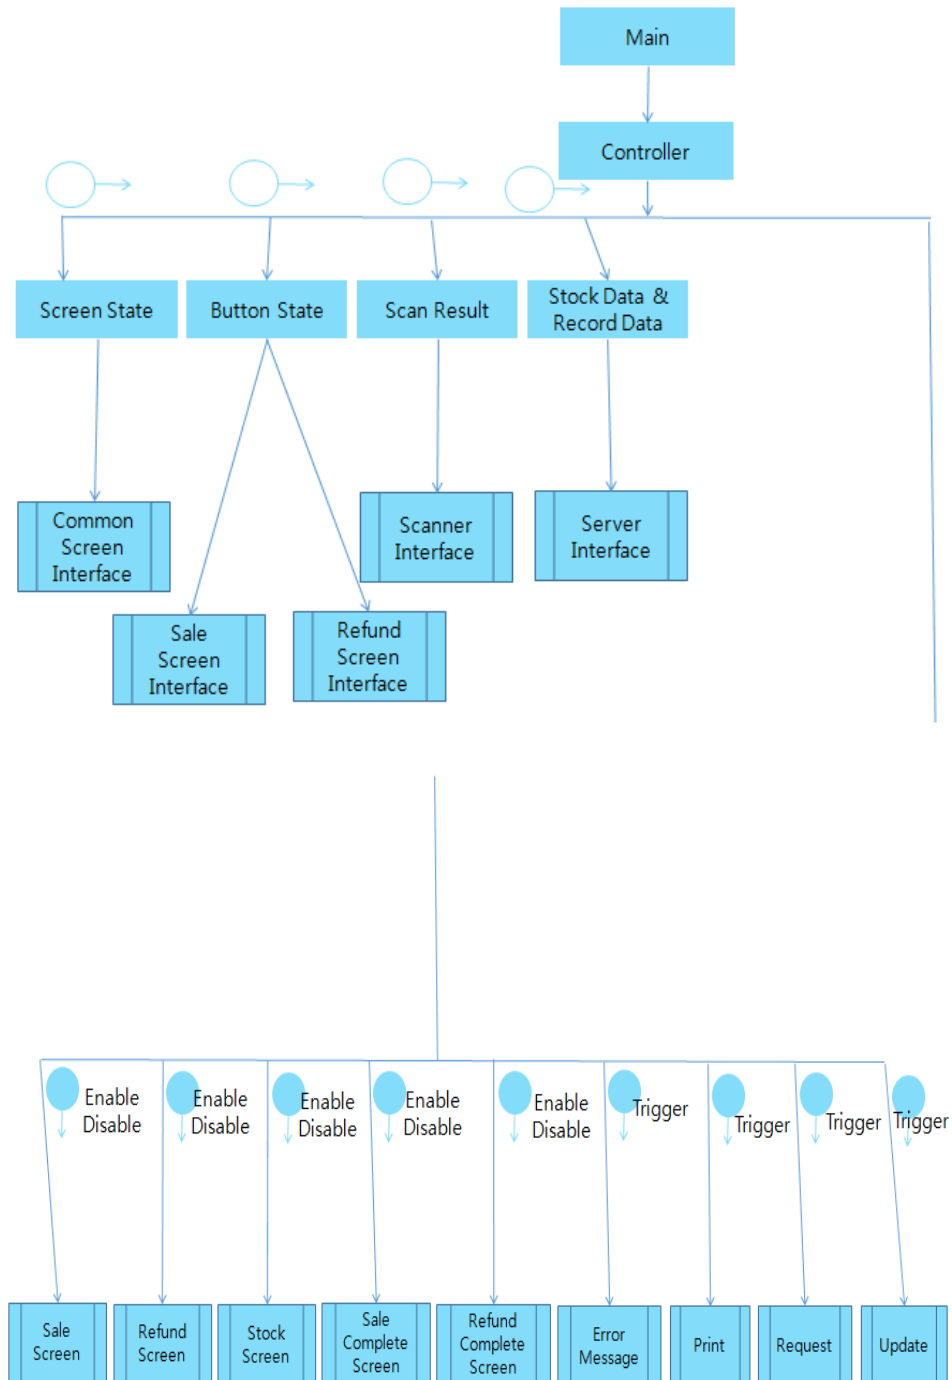 Main
Controller
Screen State
Button State
Scan Result
Stock Data &
Record Data
Common
Screen
Interface
Scanner
Interface
Server
Interface
Sale
Screen
Interface
Refund
Screen
Interface
Enable
Disable
Enable
Disable
Enable
Disable
Enable
Disable
Enable
Disable
Trigger
Trigger
Trigger
Trigger
Sale
Screen
Refund
Screen
Stock
Screen
Sale
Complete
Screen
Refund
Complete
Screen
Error
Message
Print
Request
Update